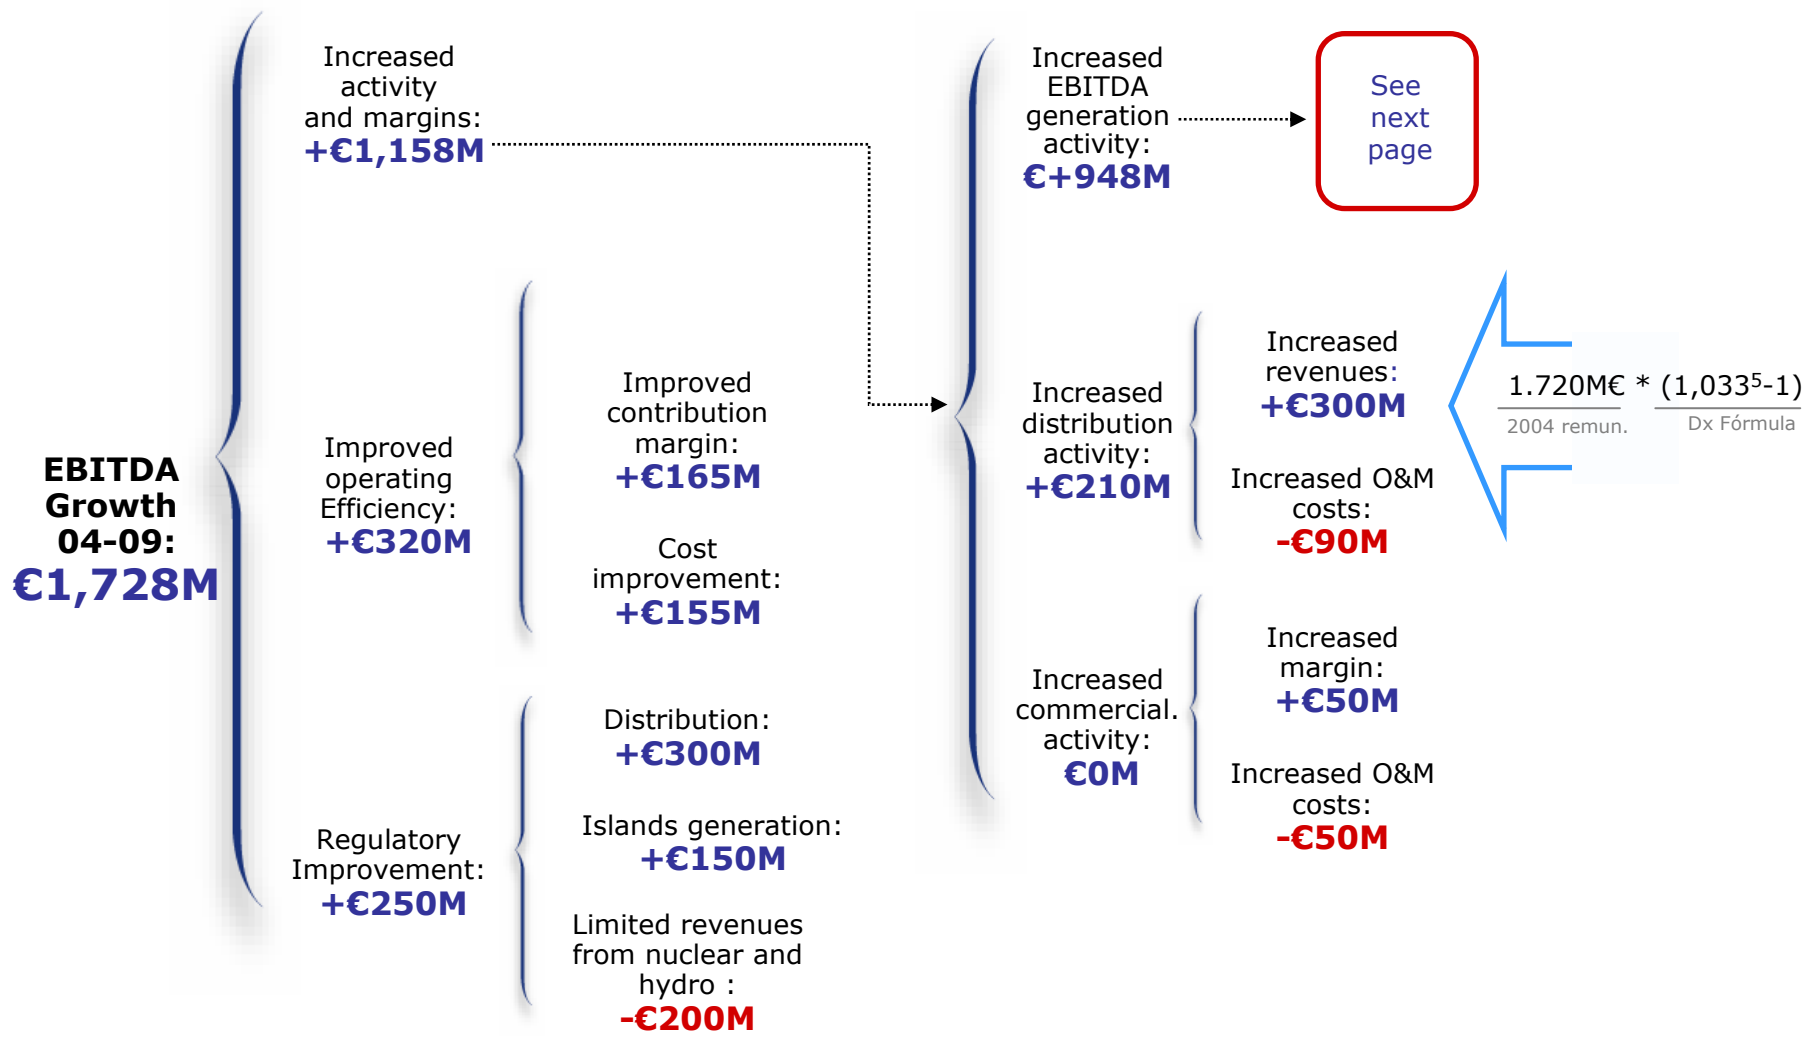 EBITDA
Growth
04-09:
€1,728M
Increased
activity
and margins:
+€1,158M
Improved
operating
Efficiency:
+€320M
Improved
contribution
margin:
+€165M
Cost
improvement:
+€155M
Regulatory
Improvement:
+€250M
Distribution:
+€300M
Islands generation:
+€150M
Limited revenues
from nuclear and
hydro :
-€200M
Increased
EBITDA
generation
activity:
€+948M
See
next
page
Increased
distribution
activity:
+€210M
Increased
revenues:
+€300M
1.720M€ * (1,033⁵-1)
2004 remun. Dx Fórmula
Increased O&M
costs:
-€90M
Increased
commercial.
activity:
€0M
Increased
margin:
+€50M
Increased O&M
costs:
-€50M